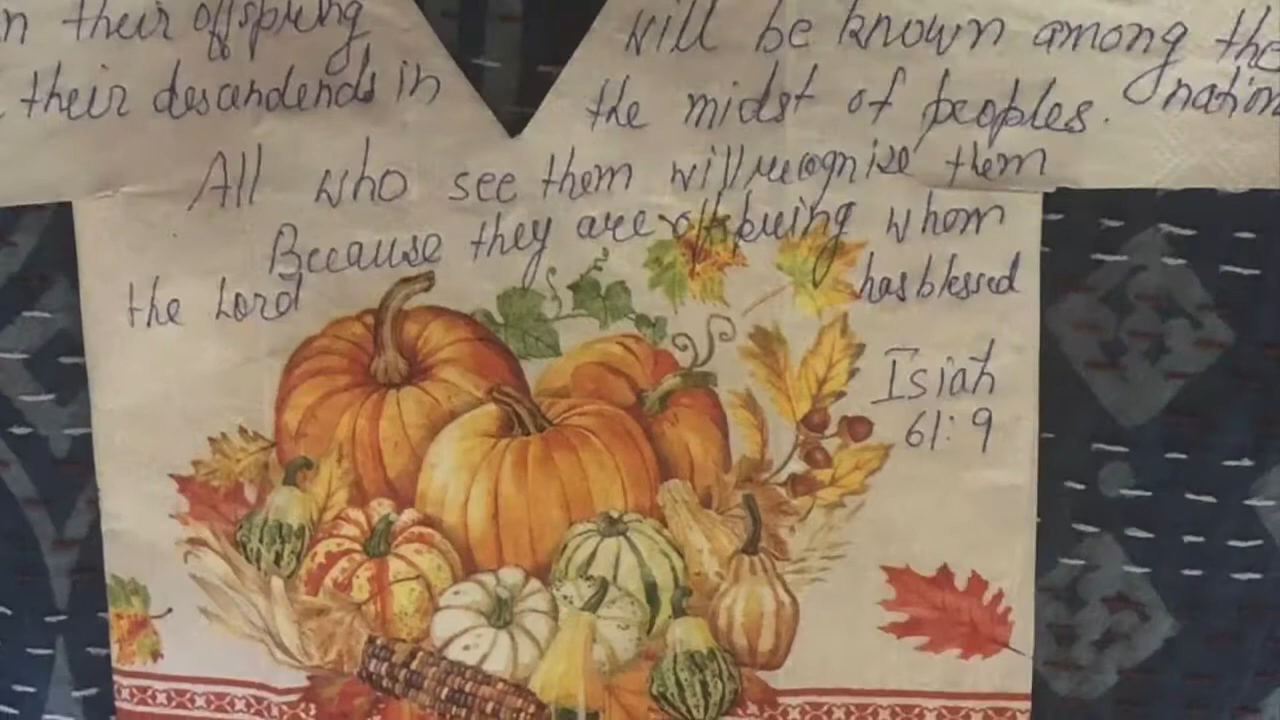 n their offspring will be known among the
their descendends in the midst of peoples. nation
All who see them will recognize them
Because they are offspring whom
the Lord has blessed
Isiah
61:9